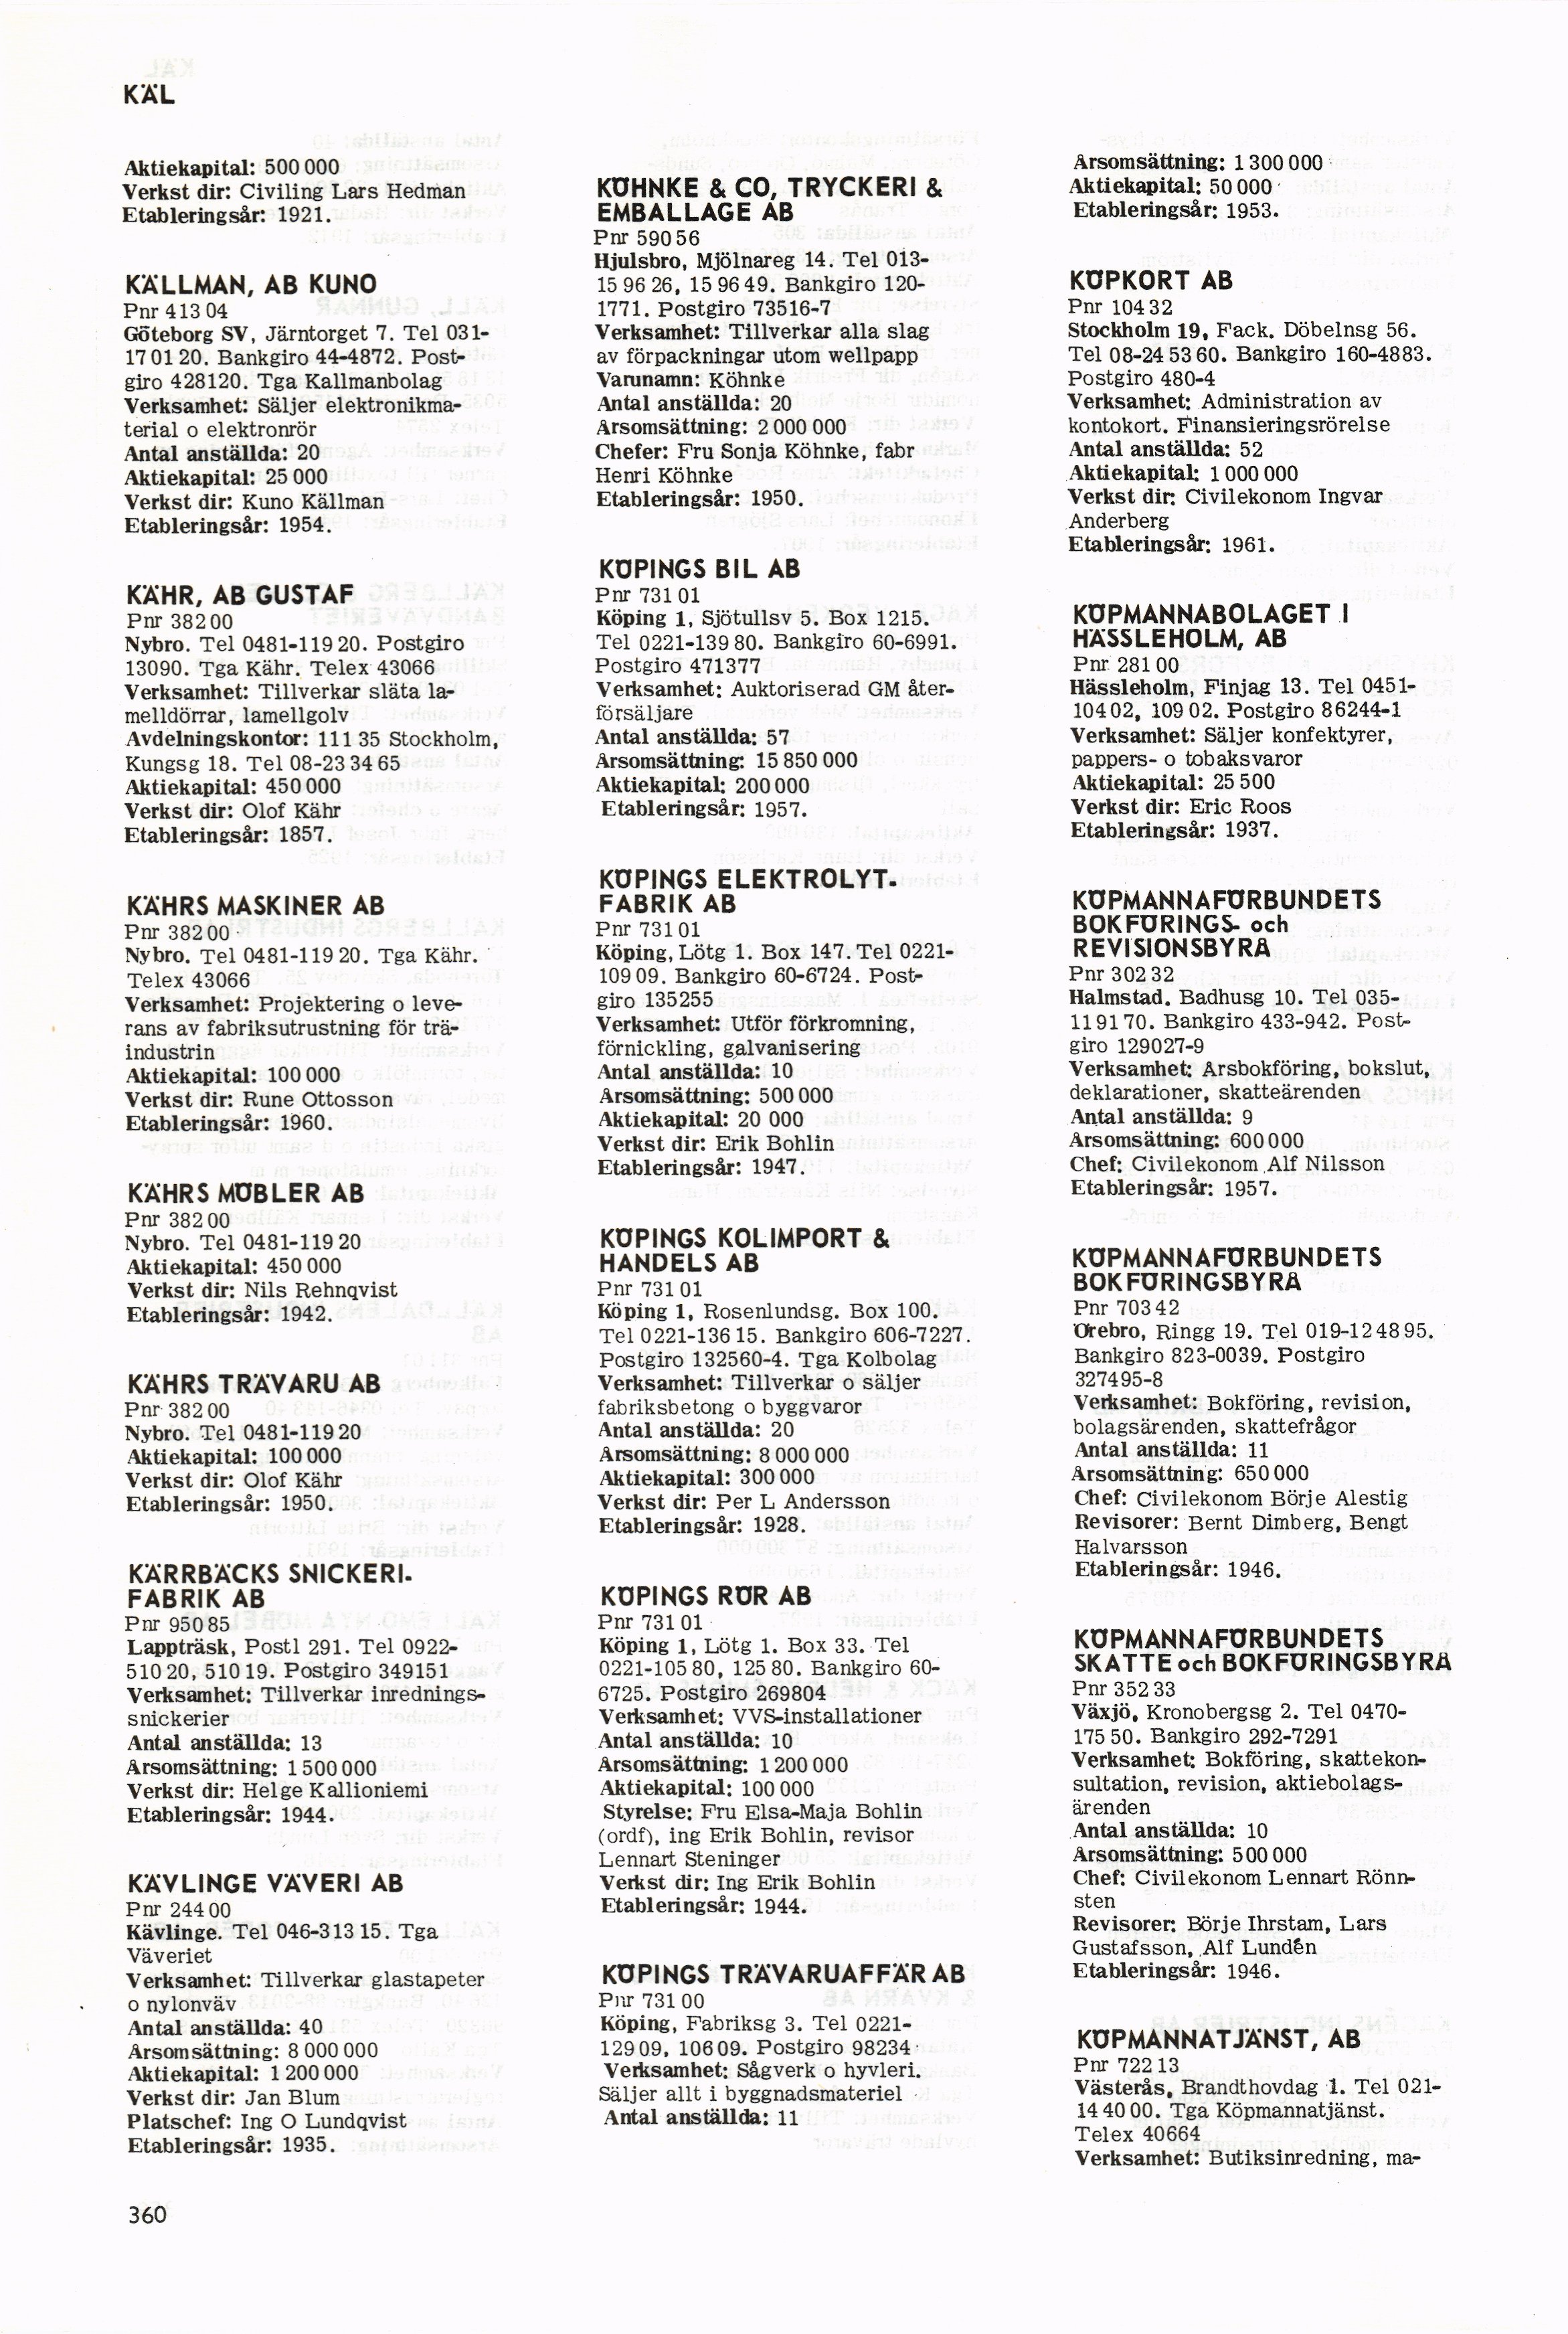 KÄL
Aktiekapital: 500 000
Verkst dir: Civiling Lars Hedman
Etableringsår: 1921.
KÄLLMAN, AB KUNO
Pnr 413 04
Göteborg SV, Järntorget 7. Tel 031-
17 01 20. Bankgiro 44-4872. Post-
giro 428120. Tga Kallmanbolag
Verksamhet: Säljer elektronikma-
terial o elektronrör
Antal anställda: 20
Aktiekapital: 25 000
Verkst dir: Kuno Källman
Etableringsår: 1954.
KÄHR, AB GUSTAF
Pnr 382 00
Nybro. Tel 0481-119 20. Postgiro
13090. Tga Kähr. Telex 43066
Verksamhet: Tillverkar släta la-
melldörrar, lamellgolv
Avdelningskontor: 111 35 Stockholm,
Kungsg 18. Tel 08-23 34 65
Aktiekapital: 450 000
Verkst dir: Olof Kähr
Etableringsår: 1857.
KÄHRS MASKINER AB
Pnr 382 00
Nybro. Tel 0481-119 20. Tga Kähr.
Telex 43066
Verksamhet: Projektering o leve-
rans av fabriksutrustning för trä-
industrin
Aktiekapital: 100 000
Verkst dir: Rune Ottosson
Etableringsår: 1960.
KÄHRS MÖBLER AB
Pnr 382 00
Nybro. Tel 0481-119 20
Aktiekapital: 450 000
Verkst dir: Nils Rehnqvist
Etableringsår: 1942.
KÄHRS TRÄVARU AB
Pnr 382 00
Nybro. Tel 0481-119 20
Aktiekapital: 100 000
Verkst dir: Olof Kähr
Etableringsår: 1950.
KÄRRBÄCKS SNICKERI-
FABRIK AB
Pnr 950 85
Lappträsk, Postl 291. Tel 0922-
510 20, 510 19. Postgiro 349151
Verksamhet: Tillverkar inrednings-
snickerier
Antal anställda: 13
Årsomsättning: 1 500 000
Verkst dir: Helge Kallioniemi
Etableringsår: 1944.
KÄVLINGE VÄVERI AB
Pnr 244 00
Kävlinge. Tel 046-313 15. Tga
Väveriet
Verksamhet: Tillverkar glastapeter
o nylonväv
Antal anställda: 40
Årsomsättning: 8 000 000
Aktiekapital: 1 200 000
Verkst dir: Jan Blum
Platschef: Ing O Lundqvist
Etableringsår: 1935.
360
KÖHNKE & CO, TRYCKERI &
EMBALLAGE AB
Pnr 590 56
Hjulsbro, Mjölnareg 14. Tel 013-
15 96 26, 15 96 49. Bankgiro 120-
1771. Postgiro 73516-7
Verksamhet: Tillverkar alla slag
av förpackningar utom wellpapp
Varunamn: Köhnke
Antal anställda: 20
Årsomsättning: 2 000 000
Chefer: Fru Sonja Köhnke, fabr
Henri Köhnke
Etableringsår: 1950.
KÖPINGS BIL AB
Pnr 731 01
Köping 1, Sjötullsv 5. Box 1215.
Tel 0221-139 80. Bankgiro 60-6991.
Postgiro 471377
Verksamhet: Auktoriserad GM åter-
försäljare
Antal anställda: 57
Årsomsättning: 15 850 000
Aktiekapital: 200 000
Etableringsår: 1957.
KÖPINGS ELEKTROLYT-
FABRIK AB
Pnr 731 01
Köping, Lötg 1. Box 147. Tel 0221-
109 09. Bankgiro 60-6724. Post-
giro 135255
Verksamhet: Utför förkromning,
förnickling, galvanisering
Antal anställda: 10
Årsomsättning: 500 000
Aktiekapital: 20 000
Verkst dir: Erik Bohlin
Etableringsår: 1947.
KÖPINGS KOLIMPORT &
HANDELS AB
Pnr 731 01
Köping 1, Rosenlundsg. Box 100.
Tel 0221-136 15. Bankgiro 606-7227.
Postgiro 132560-4. Tga Kolbolag
Verksamhet: Tillverkar o säljer
fabriksbetong o byggvaror
Antal anställda: 20
Årsomsättning: 8 000 000
Aktiekapital: 300 000
Verkst dir: Per L Andersson
Etableringsår: 1928.
KÖPINGS RÖR AB
Pnr 731 01
Köping 1, Lötg 1. Box 33. Tel
0221-105 80, 125 80. Bankgiro 60-
6725. Postgiro 269804
Verksamhet: VVS-installationer
Antal anställda: 10
Årsomsättning: 1 200 000
Aktiekapital: 100 000
Styrelse: Fru Elsa-Maja Bohlin
(ordf), ing Erik Bohlin, revisor
Lennart Steninger
Verkst dir: Ing Erik Bohlin
Etableringsår: 1944.
KÖPINGS TRÄVARUAFFÄR AB
Pnr 731 00
Köping, Fabriksg 3. Tel 0221-
129 09, 106 09. Postgiro 98234
Verksamhet: Sågverk o hyvleri.
Säljer allt i byggnadsmateriel
Antal anställda: 11
Årsomsättning: 1 300 000
Aktiekapital: 50 000
Etableringsår: 1953.
KÖPKORT AB
Pnr 104 32
Stockholm 19, Fack. Döbelnsg 56.
Tel 08-24 53 60. Bankgiro 160-4883.
Postgiro 480-4
Verksamhet: Administration av
kontokort. Finansieringsrörelse
Antal anställda: 52
Aktiekapital: 1 000 000
Verkst dir: Civilekonom Ingvar
Anderberg
Etableringsår: 1961.
KÖPMANNABOLAGET I
HÄSSLEHOLM, AB
Pnr 281 00
Hässleholm, Finjag 13. Tel 0451-
104 02, 109 02. Postgiro 86244-1
Verksamhet: Säljer konfektyrer,
pappers- o tobaksvaror
Aktiekapital: 25 500
Verkst dir: Eric Roos
Etableringsår: 1937.
KÖPMANNAFÖRBUNDETS
BOKFÖRINGS- och
REVISIONSBYRÅ
Pnr 302 32
Halmstad. Badhusg 10. Tel 035-
11 91 70. Bankgiro 433-942. Post-
giro 129027-9
Verksamhet: Årsbokföring, bokslut,
deklarationer, skatteärenden
Antal anställda: 9
Årsomsättning: 600 000
Chef: Civilekonom Alf Nilsson
Etableringsår: 1957.
KÖPMANNAFÖRBUNDETS
BOKFÖRINGSBYRÅ
Pnr 703 42
Örebro, Ringg 19. Tel 019-12 48 95.
Bankgiro 823-0039. Postgiro
327495-8
Verksamhet: Bokföring, revision,
bolagsärenden, skattefrågor
Antal anställda: 11
Årsomsättning: 650 000
Chef: Civilekonom Börje Alestig
Revisorer: Bernt Dimberg, Bengt
Halvarsson
Etableringsår: 1946.
KÖPMANNAFÖRBUNDETS
SKATTE och BOKFÖRINGSBYRÅ
Pnr 352 33
Växjö, Kronobergsg 2. Tel 0470-
175 50. Bankgiro 292-7291
Verksamhet: Bokföring, skattekon-
sultation, revision, aktiebolags-
ärenden
Antal anställda: 10
Årsomsättning: 500 000
Chef: Civilekonom Lennart Rönn-
sten
Revisorer: Börje Ihrstam, Lars
Gustafsson, Alf Lundén
Etableringsår: 1946.
KÖPMANNATJÄNST, AB
Pnr 722 13
Västerås, Brandthovdag 1. Tel 021-
14 40 00. Tga Köpmannatjänst.
Telex 40664
Verksamhet: Butiksinredning, ma-